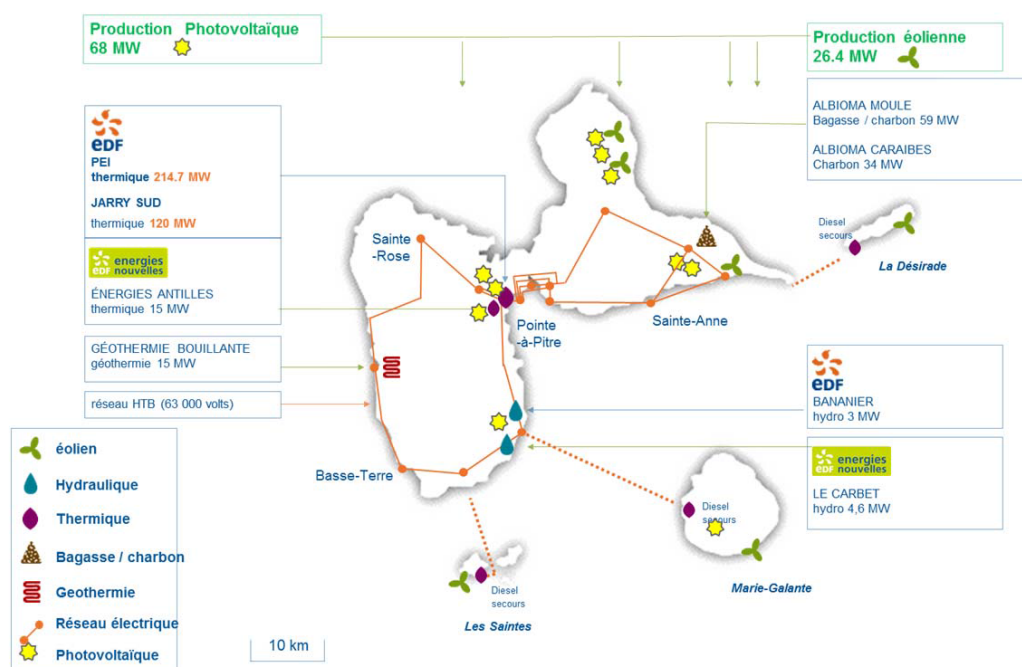 Production Photovoltaïque
68 MW
Production éolienne
26.4 MW
eDF
PEI
thermique 214.7 MW
JARRY SUD
thermique 120 MW
eDF energies
nouvelles
ÉNERGIES ANTILLES
thermique 15 MW
GÉOTHERMIE BOUILLANTE
géothermie 15 MW
réseau HTB (63 000 volts)
ALBIOMA MOULE
Bagasse / charbon 59 MW
ALBIOMA CARAIBES
Charbon 34 MW
Diesel
secours
La Désirade
Sainte
-Rose
Pointe
-à-Pitre
Sainte-Anne
Basse-Terre
eDF
BANANIER
hydro 3 MW
eDF energies
nouvelles
LE CARBET
hydro 4,6 MW
Diesel
secours
Marie-Galante
Diesel
secours
Les Saintes
10 km
éolien
Hydraulique
Thermique
Bagasse / charbon
Geothermie
Réseau électrique
Photovoltaïque